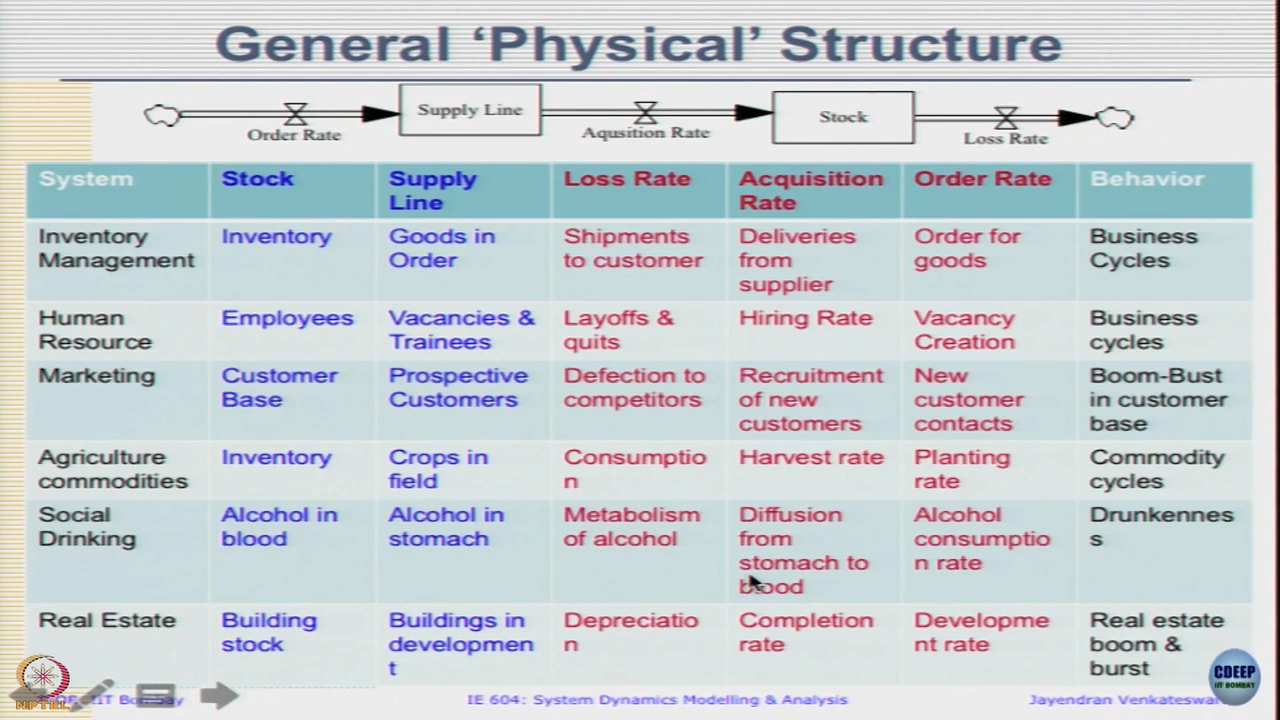 General ‘Physical’ Structure
Supply Line
Stock
Order Rate
Aqusition Rate
Loss Rate
System Stock Supply Line Loss Rate Acquisition Rate Order Rate Behavior
Inventory Management Inventory Goods in Order Shipments to customer Deliveries from supplier Order for goods Business Cycles
Human Resource Employees Vacancies & Trainees Layoffs & quits Hiring Rate Vacancy Creation Business cycles
Marketing Customer Base Prospective Customers Defection to competitors Recruitment of new customers New customer contacts Boom-Bust in customer base
Agriculture commodities Inventory Crops in field Consumptio n Harvest rate Planting rate Commodity cycles
Social Drinking Alcohol in blood Alcohol in stomach Metabolism of alcohol Diffusion from stomach to blood Alcohol consumptio n rate Drunkennes s
Real Estate Building stock Buildings in developmen t Depreciatio n Completion rate Developme nt rate Real estate boom & burst
IIT Bombay
IE 604: System Dynamics Modelling & Analysis
Jayendran
NPTEL
CDEEP
IIT BOMBAY